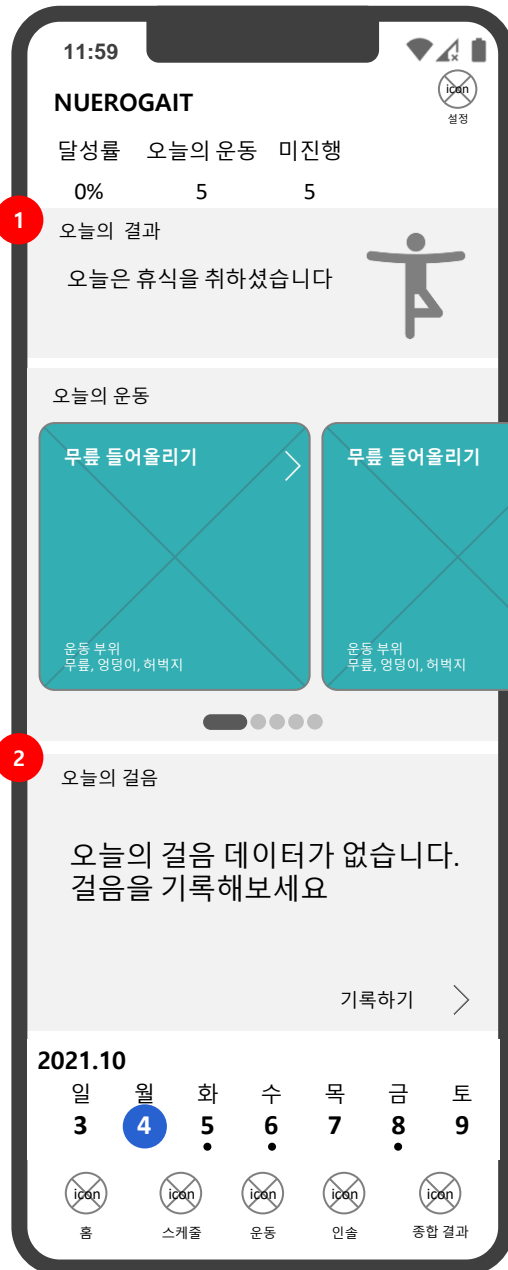 11:59
NUEROGAIT
icon
설정
달성률 오늘의 운동 미진행
0% 5 5
1
오늘의 결과
오늘은 휴식을 취하셨습니다
오늘의 운동
무릎 들어올리기
무릎 들어올리기
운동 부위
무릎, 엉덩이, 허벅지
운동 부위
무릎, 엉덩이, 허벅지
2
오늘의 걸음
오늘의 걸음 데이터가 없습니다.
걸음을 기록해보세요
기록하기
2021.10
일 월 화 수 목 금 토
3 4 5 6 7 8 9
icon icon icon icon icon
홈 스케줄 운동 인솔 종합 결과